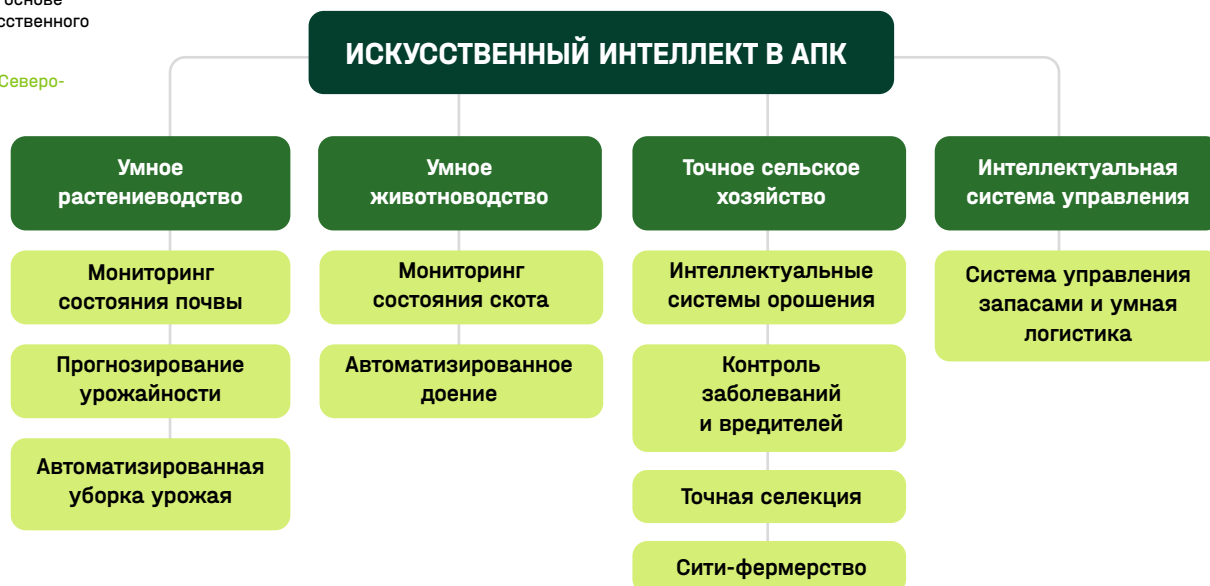 основе
Северо-
ИСКУССТВЕННЫЙ ИНТЕЛЛЕКТ В АПК
Умное
растениеводство
Мониторинг
состояния почвы
Прогнозирование
урожайности
Автоматизированная
уборка урожая
Умное
животноводство
Мониторинг
состояния скота
Автоматизированное
доение
Точное сельское
хозяйство
Интеллектуальные
системы орошения
Контроль
заболеваний
и вредителей
Точная селекция
Сити-фермерство
Интеллектуальная
система управления
Система управления
запасами и умная
логистика